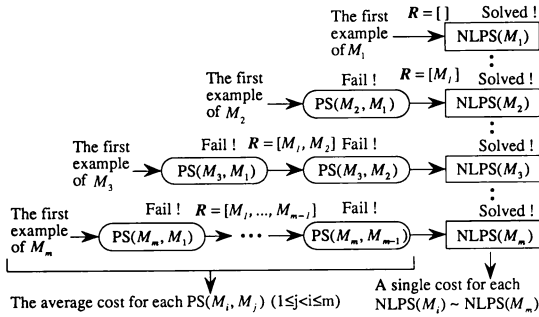 The first example of M₁
R = [ ]
Solved !
NLPS(M₁)
The first example of M₂
Fail !
PS(M₂, M₁)
R = [M₁]
Solved !
NLPS(M₂)
The first example of M₃
Fail !
PS(M₃, M₁)
R = [M₁, M₂]
Fail !
PS(M₃, M₂)
Solved !
NLPS(M₃)
The first example of Mₘ
Fail !
PS(Mₘ, M₁)
R = [M₁, ..., Mₘ₋₁]
Fail !
PS(Mₘ, Mₘ₋₁)
Solved !
NLPS(Mₘ)
The average cost for each PS(Mᵢ, Mⱼ) (1≤j<i≤m)
A single cost for each
NLPS(Mᵢ) ~ NLPS(Mₘ)